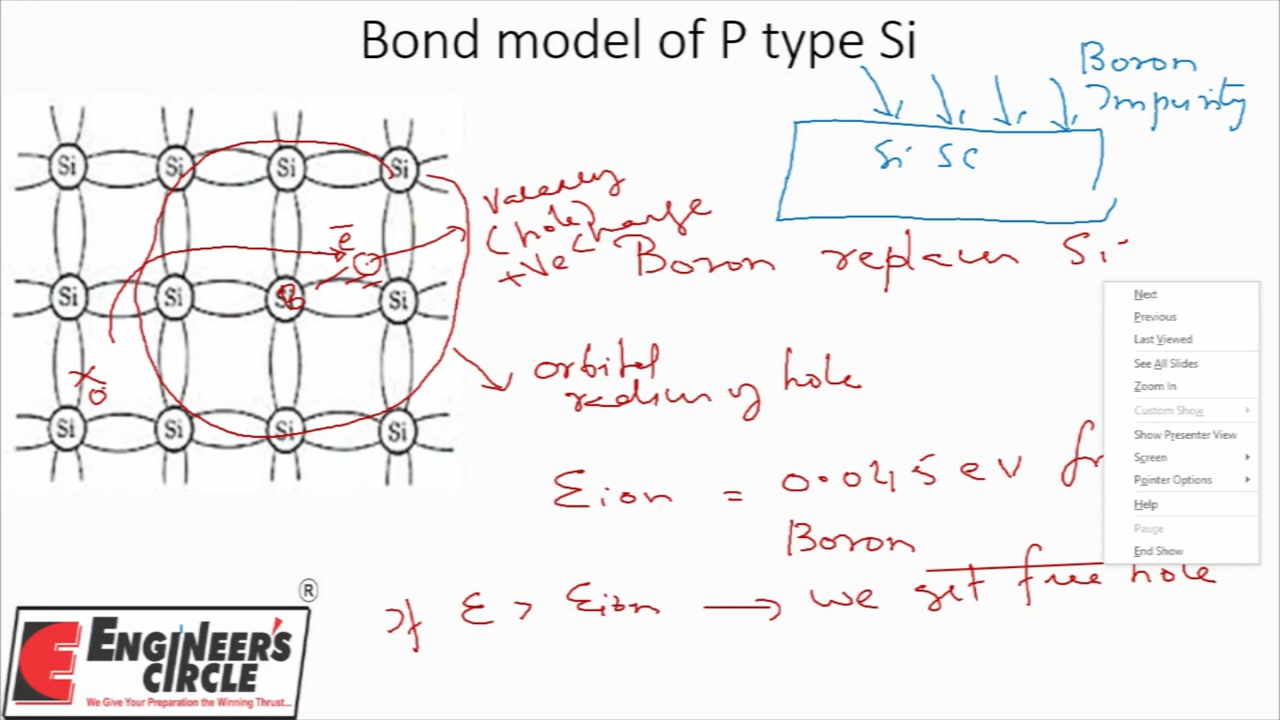 Bond model of P type Si
Boron
Impurity
Si SC
Si Si Si Si
Vacancy
(hole)
+ve charge
e
Boron replaces Si
Si Si B Si
orbital
radius of hole
Si Si Si Si
Eion = 0.045 eV
Boron
If E > Eion → we get free hole
Next
Previous
Last Viewed
See All Slides
Zoom In
Custom Show
Show Presenter View
Screen
Pointer Options
Help
Pause
End Show
®
ENGINEER'S
CIRCLE
We Give Your Preparation the Winning Thrust...